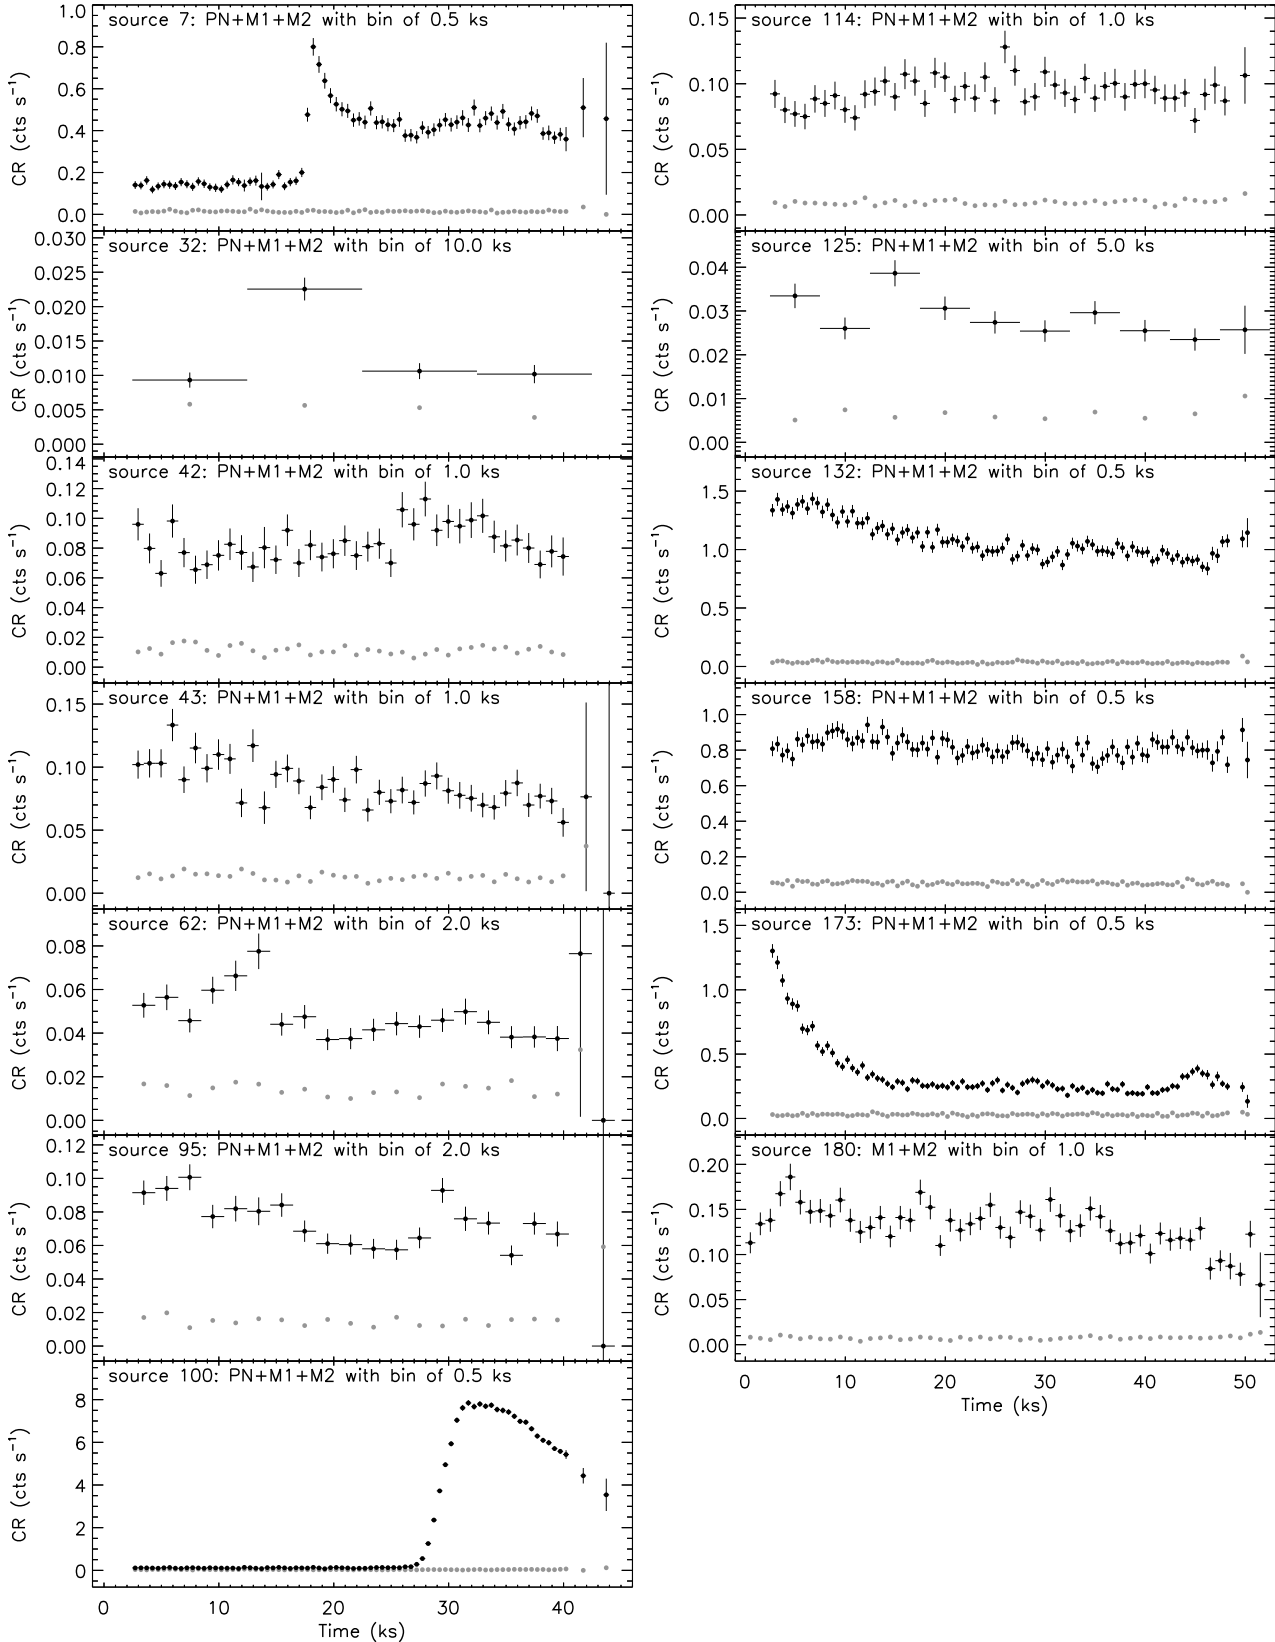 source 7: PN+M1+M2 with bin of 0.5 ks
CR (cts s⁻¹)
1.0
0.8
0.6
0.4
0.2
0.0
source 32: PN+M1+M2 with bin of 10.0 ks
CR (cts s⁻¹)
0.030
0.025
0.020
0.015
0.010
0.005
0.000
source 42: PN+M1+M2 with bin of 1.0 ks
CR (cts s⁻¹)
0.14
0.12
0.10
0.08
0.06
0.04
0.02
0.00
source 43: PN+M1+M2 with bin of 1.0 ks
CR (cts s⁻¹)
0.15
0.10
0.05
0.00
source 62: PN+M1+M2 with bin of 2.0 ks
CR (cts s⁻¹)
0.08
0.06
0.04
0.02
0.00
source 95: PN+M1+M2 with bin of 2.0 ks
CR (cts s⁻¹)
0.12
0.10
0.08
0.06
0.04
0.02
0.00
source 100: PN+M1+M2 with bin of 0.5 ks
CR (cts s⁻¹)
8
6
4
2
0
0 10 20 30 40
Time (ks)
source 114: PN+M1+M2 with bin of 1.0 ks
CR (cts s⁻¹)
0.15
0.10
0.05
0.00
source 125: PN+M1+M2 with bin of 5.0 ks
CR (cts s⁻¹)
0.04
0.03
0.02
0.01
0.00
source 132: PN+M1+M2 with bin of 0.5 ks
CR (cts s⁻¹)
1.5
1.0
0.5
0.0
source 158: PN+M1+M2 with bin of 0.5 ks
CR (cts s⁻¹)
1.0
0.8
0.6
0.4
0.2
0.0
source 173: PN+M1+M2 with bin of 0.5 ks
CR (cts s⁻¹)
1.5
1.0
0.5
0.0
source 180: M1+M2 with bin of 1.0 ks
CR (cts s⁻¹)
0.20
0.15
0.10
0.05
0.00
0 10 20 30 40 50
Time (ks)